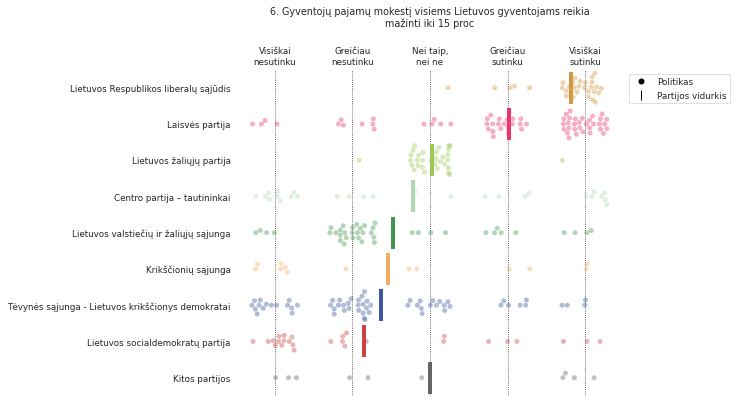 6. Gyventojų pajamų mokestį visiems Lietuvos gyventojams reikia
mažinti iki 15 proc
Visiškai
nesutinku
Greičiau
nesutinku
Nei taip,
nei ne
Greičiau
sutinku
Visiškai
sutinku
Politikas
Partijos vidurkis
Lietuvos Respublikos liberalų sąjūdis
Laisvės partija
Lietuvos žaliųjų partija
Centro partija – tautininkai
Lietuvos valstiečių ir žaliųjų sąjunga
Krikščionių sąjunga
Tėvynės sąjunga - Lietuvos krikščionys demokratai
Lietuvos socialdemokratų partija
Kitos partijos